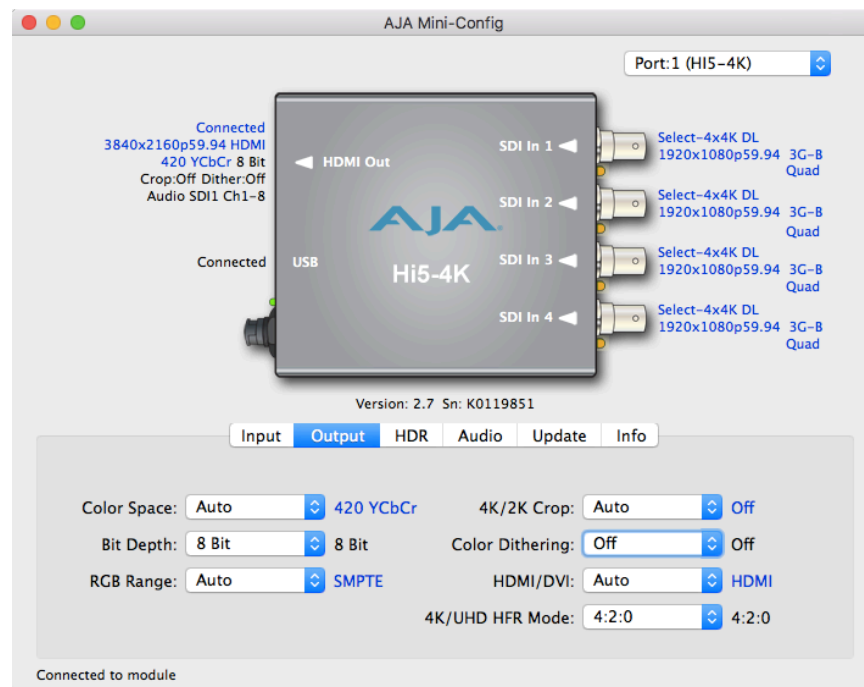 AJA Mini-Config
Port:1 (HI5-4K)
Connected
3840x2160p59.94 HDMI
420 YCbCr 8 Bit
Crop:Off Dither:Off
Audio SDI1 Ch1-8
Connected
HDMI Out
USB
AJA
Hi5-4K
SDI In 1
SDI In 2
SDI In 3
SDI In 4
Select-4x4K DL
1920x1080p59.94 3G-B
Quad
Select-4x4K DL
1920x1080p59.94 3G-B
Quad
Select-4x4K DL
1920x1080p59.94 3G-B
Quad
Select-4x4K DL
1920x1080p59.94 3G-B
Quad
Version: 2.7 Sn: K0119851
Input Output HDR Audio Update Info
Color Space: Auto 420 YCbCr 4K/2K Crop: Auto Off
Bit Depth: 8 Bit 8 Bit Color Dithering: Off Off
RGB Range: Auto SMPTE HDMI/DVI: Auto HDMI
4K/UHD HFR Mode: 4:2:0 4:2:0
Connected to module